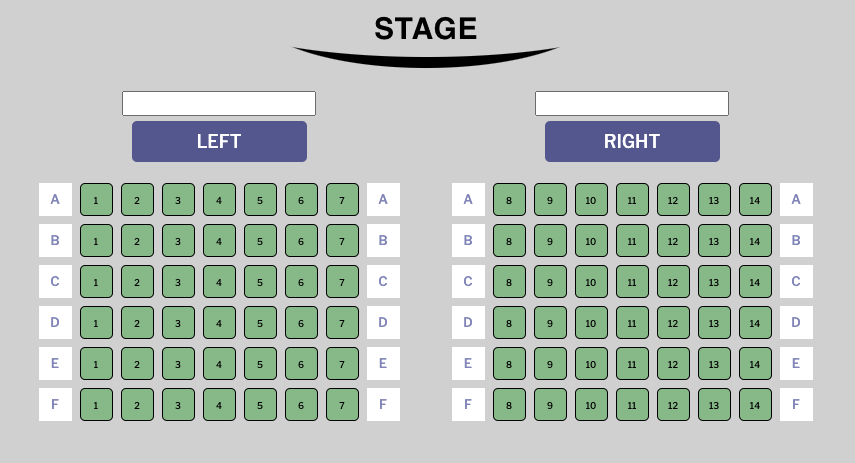 STAGE
LEFT RIGHT
A 1 2 3 4 5 6 7 A A 8 9 10 11 12 13 14 A
B 1 2 3 4 5 6 7 B B 8 9 10 11 12 13 14 B
C 1 2 3 4 5 6 7 C C 8 9 10 11 12 13 14 C
D 1 2 3 4 5 6 7 D D 8 9 10 11 12 13 14 D
E 1 2 3 4 5 6 7 E E 8 9 10 11 12 13 14 E
F 1 2 3 4 5 6 7 F F 8 9 10 11 12 13 14 F